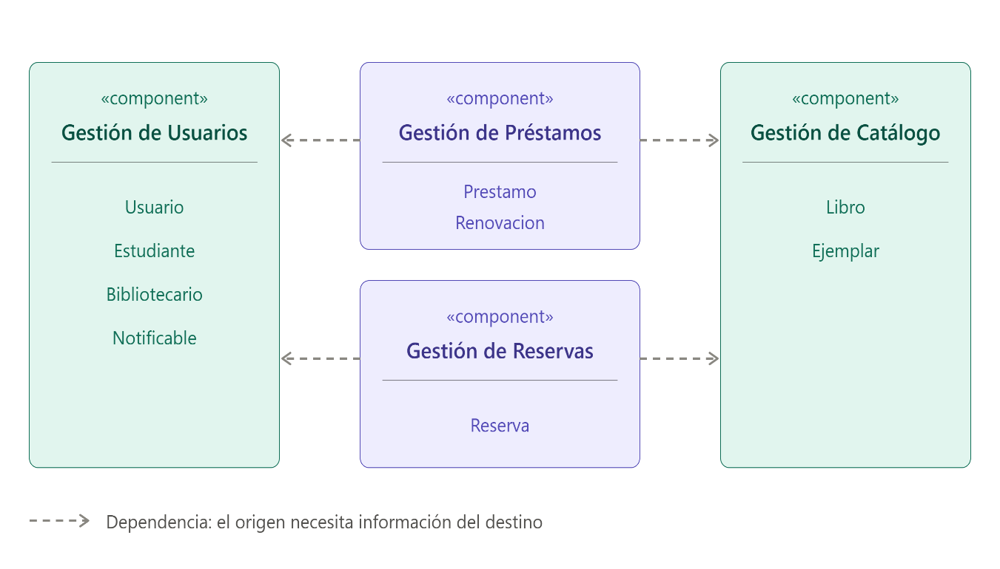 «component»
Gestión de Usuarios
Usuario
Estudiante
Bibliotecario
Notificable
«component»
Gestión de Préstamos
Prestamo
Renovacion
«component»
Gestión de Reservas
Reserva
«component»
Gestión de Catálogo
Libro
Ejemplar
Dependencia: el origen necesita información del destino